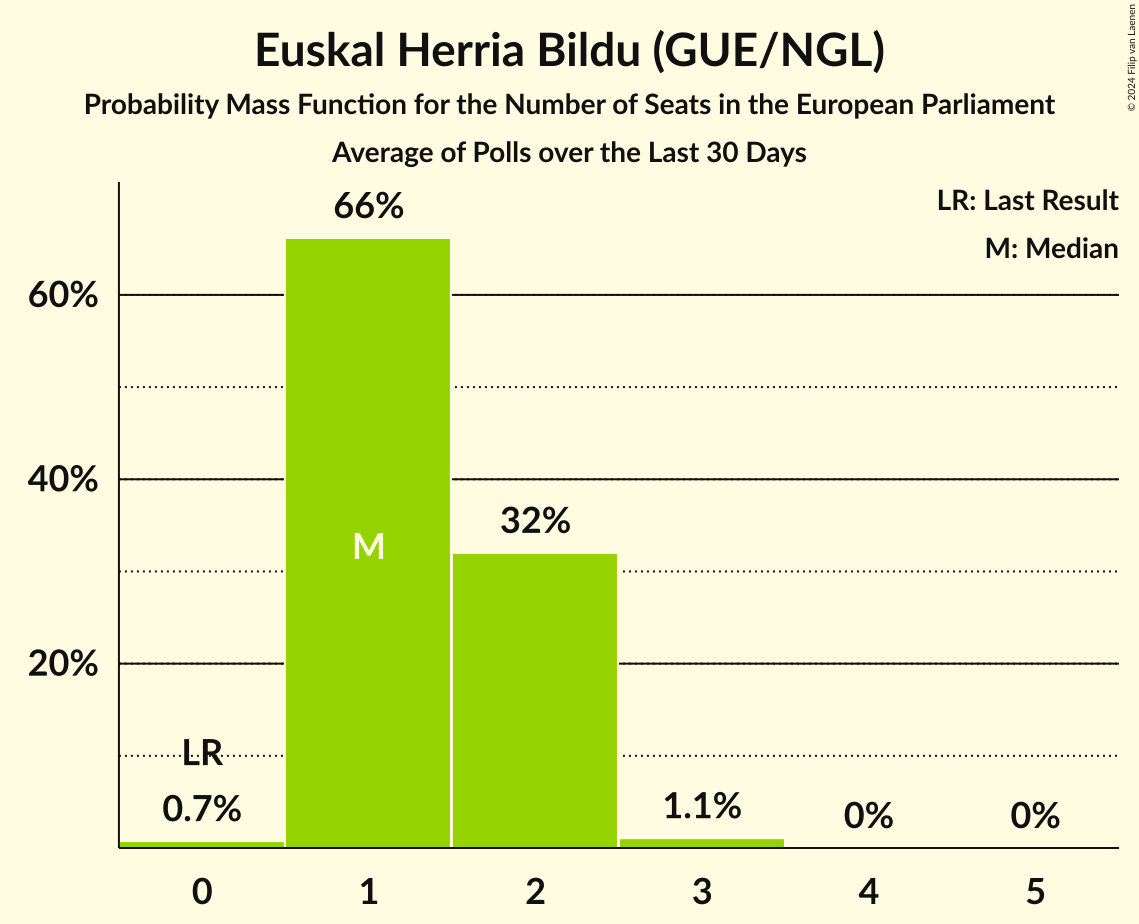 Euskal Herria Bildu (GUE/NGL)
Probability Mass Function for the Number of Seats in the European Parliament
Average of Polls over the Last 30 Days
© 2024 Filip van Laenen
LR: Last Result
M: Median
66%
60%
40%
32%
M
20%
LR
0.7%
1.1%
0%
0%
0 1 2 3 4 5